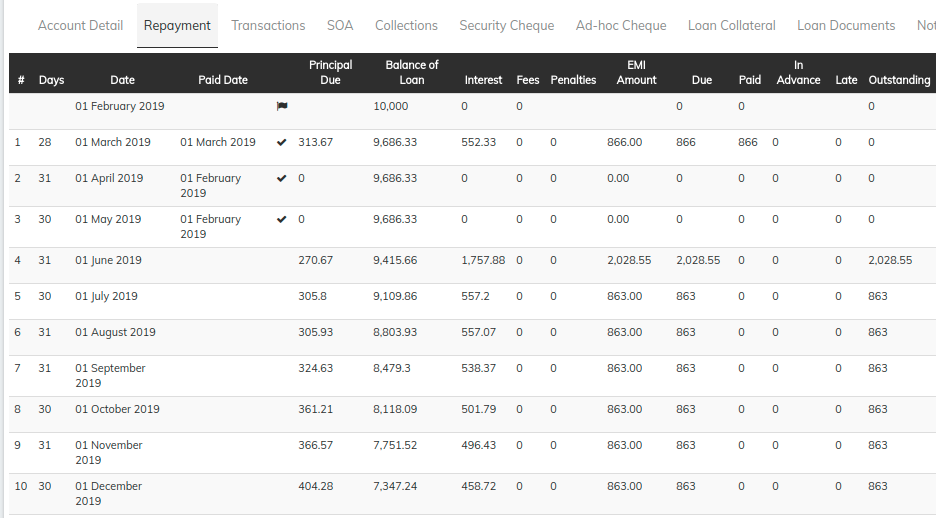 Account Detail Repayment Transactions SOA Collections Security Cheque Ad-hoc Cheque Loan Collateral Loan Documents Not
Principal Balance of EMI In
# Days Date Paid Date Due Loan Interest Fees Penalties Amount Due Paid Advance Late Outstanding
01 February 2019 10,000 0 0 0 0 0
1 28 01 March 2019 01 March 2019 ✔ 313.67 9,686.33 552.33 0 0 866.00 866 866 0 0 0
2 31 01 April 2019 01 February ✔ 0 9,686.33 0 0 0 0.00 0 0 0 0 0
2019
3 30 01 May 2019 01 February ✔ 0 9,686.33 0 0 0 0.00 0 0 0 0 0
2019
4 31 01 June 2019 270.67 9,415.66 1,757.88 0 0 2,028.55 2,028.55 0 0 0 2,028.55
5 30 01 July 2019 305.8 9,109.86 557.2 0 0 863.00 863 0 0 0 863
6 31 01 August 2019 305.93 8,803.93 557.07 0 0 863.00 863 0 0 0 863
7 31 01 September 324.63 8,479.3 538.37 0 0 863.00 863 0 0 0 863
2019
8 30 01 October 2019 361.21 8,118.09 501.79 0 0 863.00 863 0 0 0 863
9 31 01 November 366.57 7,751.52 496.43 0 0 863.00 863 0 0 0 863
2019
10 30 01 December 404.28 7,347.24 458.72 0 0 863.00 863 0 0 0 863
2019